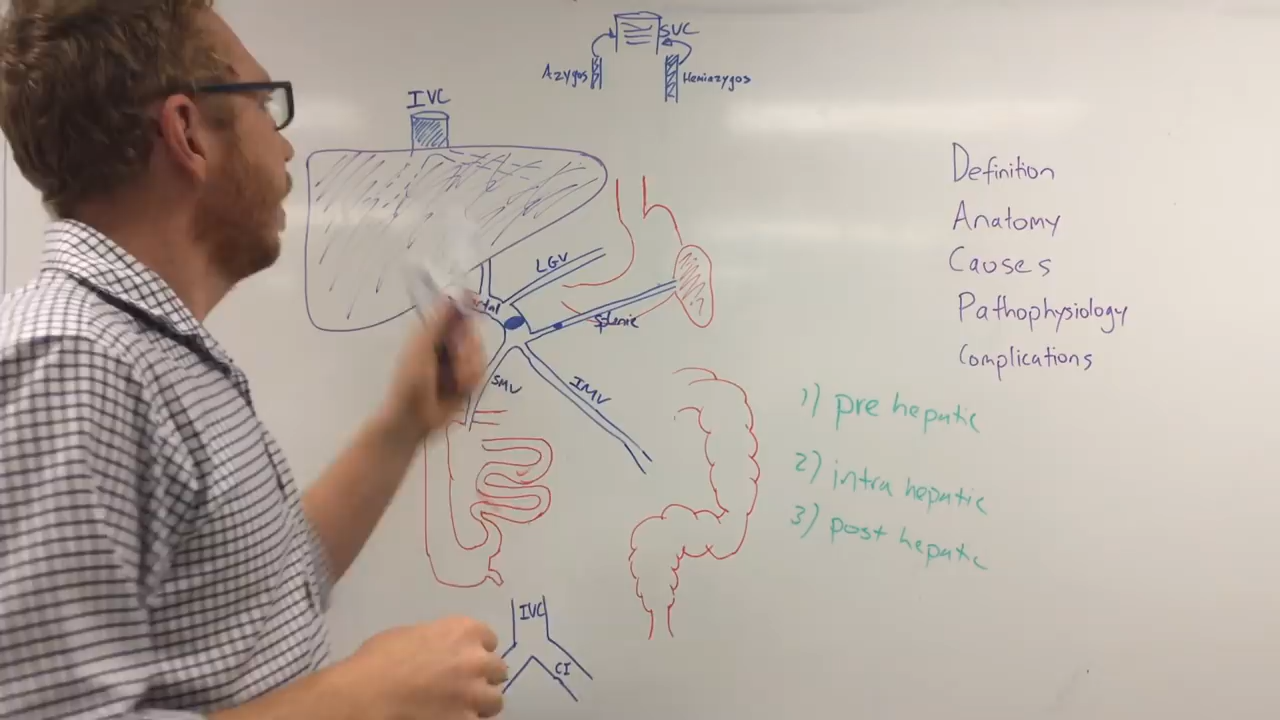 SVC
Azygos
Hemiazygos
IVC
LGV
Splenic
SMV
IMV
IVC
CI
Definition
Anatomy
Causes
Pathophysiology
Complications
1) pre hepatic
2) intra hepatic
3) post hepatic